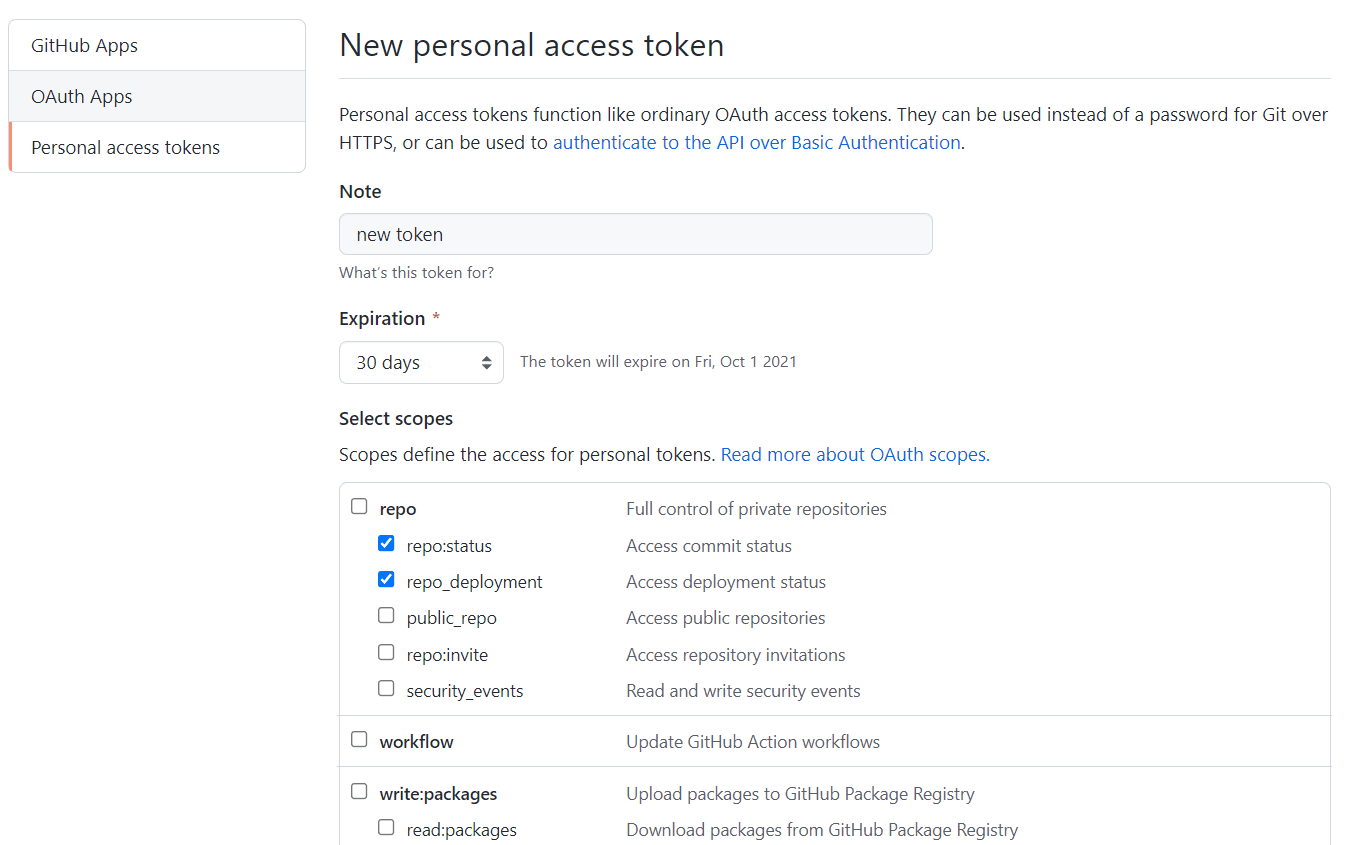 GitHub Apps
OAuth Apps
Personal access tokens
New personal access token
Personal access tokens function like ordinary OAuth access tokens. They can be used instead of a password for Git over
HTTPS, or can be used to authenticate to the API over Basic Authentication.
Note
new token
What's this token for?
Expiration *
30 days The token will expire on Fri, Oct 1 2021
Select scopes
Scopes define the access for personal tokens. Read more about OAuth scopes.
repo Full control of private repositories
repo:status Access commit status
repo_deployment Access deployment status
public_repo Access public repositories
repo:invite Access repository invitations
security_events Read and write security events
workflow Update GitHub Action workflows
write:packages Upload packages to GitHub Package Registry
read:packages Download packages from GitHub Package Registry